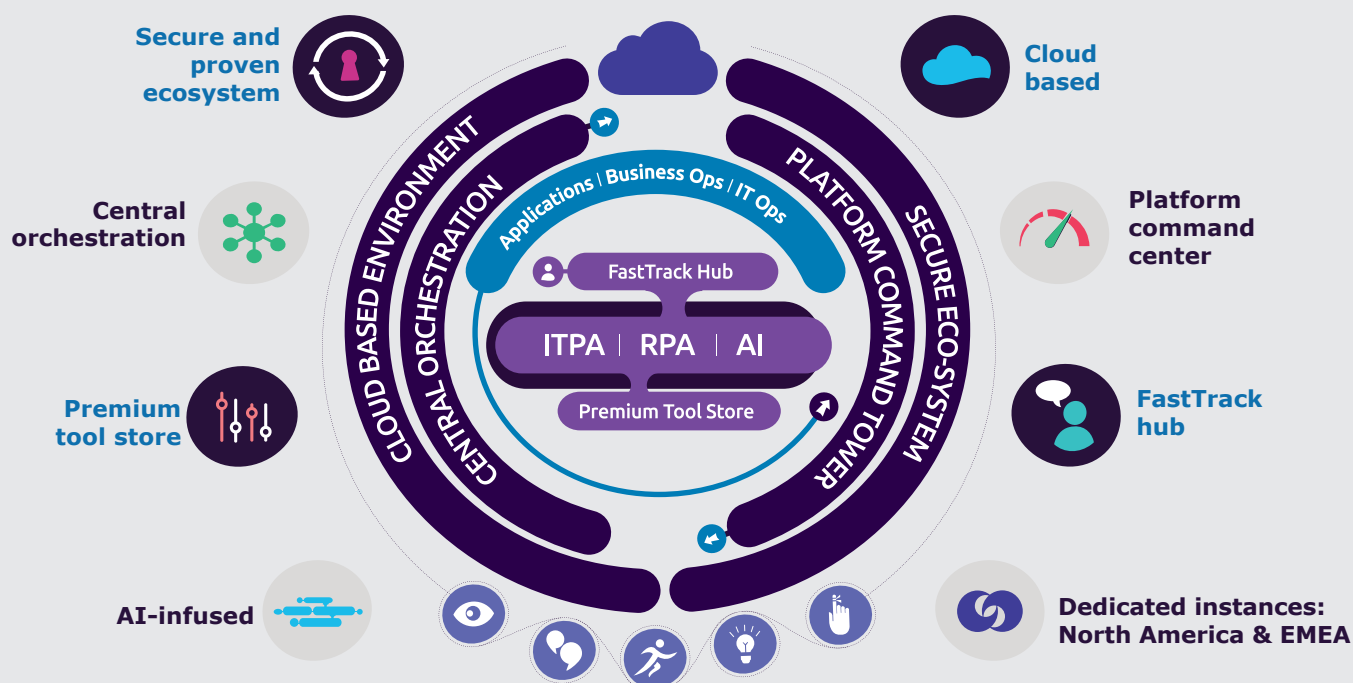 Secure and
proven
ecosystem
Cloud
based
CLOUD BASED ENVIRONMENT
CENTRAL ORCHESTRATION
Applications | Business Ops | IT Ops
PLATFORM COMMAND TOWER
SECURE ECO-SYSTEM
Central
orchestration
Platform
command
center
FastTrack Hub
ITPA | RPA | AI
Premium Tool Store
Premium
tool store
FastTrack
hub
AI-infused
Dedicated instances:
North America & EMEA